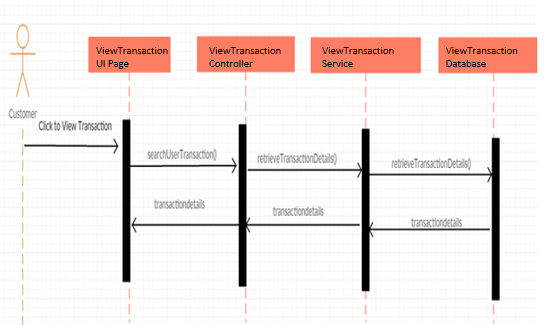 ViewTransaction
UI Page
ViewTransaction
Controller
ViewTransaction
Service
ViewTransaction
Database
Customer
Click to View Transaction
searchUserTransaction()
retrieveTransactionDetails()
retrieveTransactionDetails()
transactiondetails
transactiondetails
transactiondetails